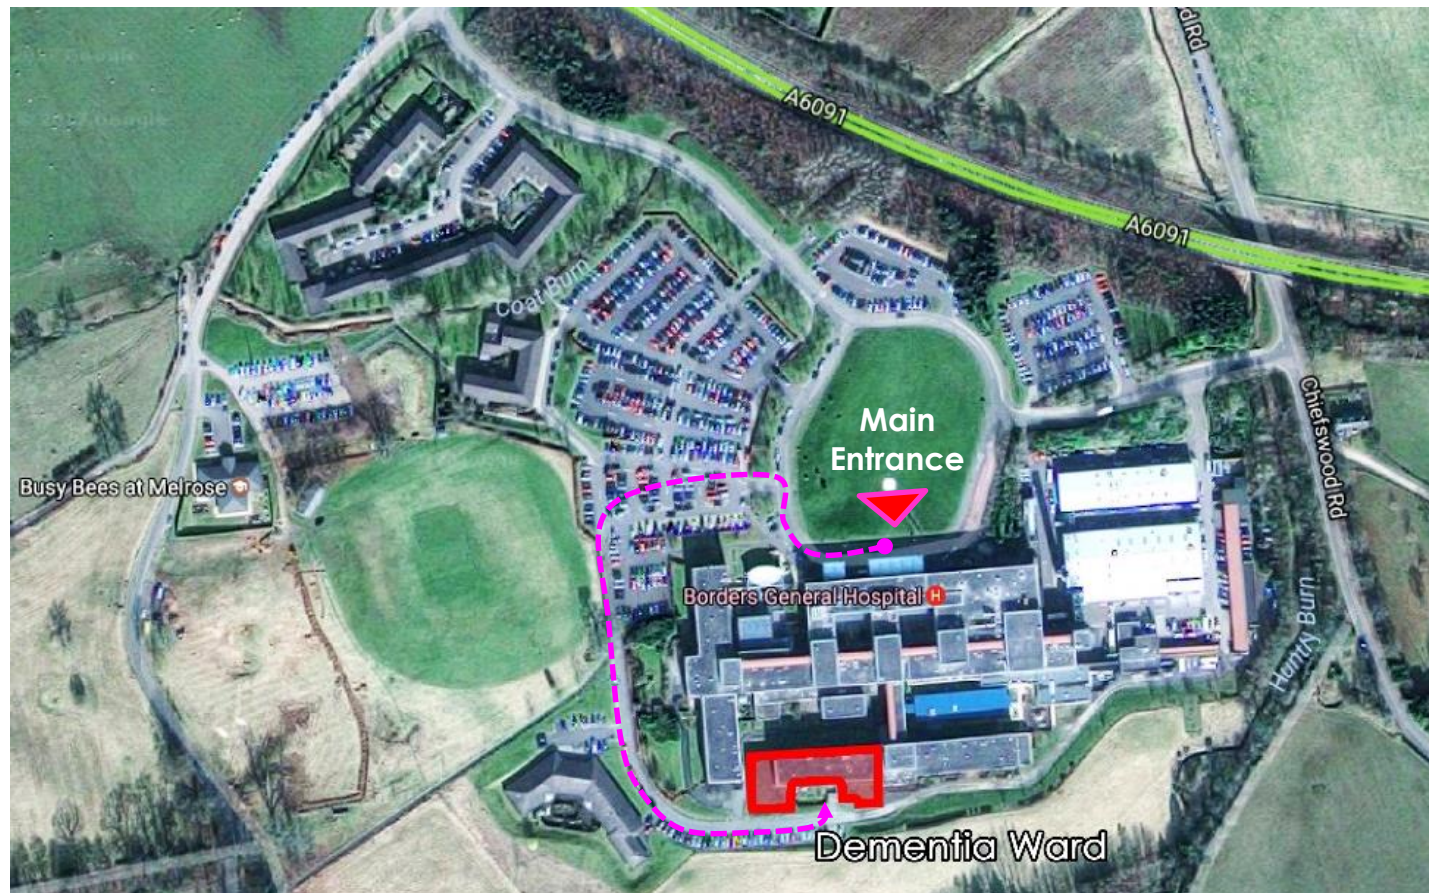 d Rd
A6091
A6091
Coat Burn
Chiefswood Rd
Main
Entrance
Busy Bees at Melrose
Borders General Hospital H
Huntly Burn
Dementia Ward